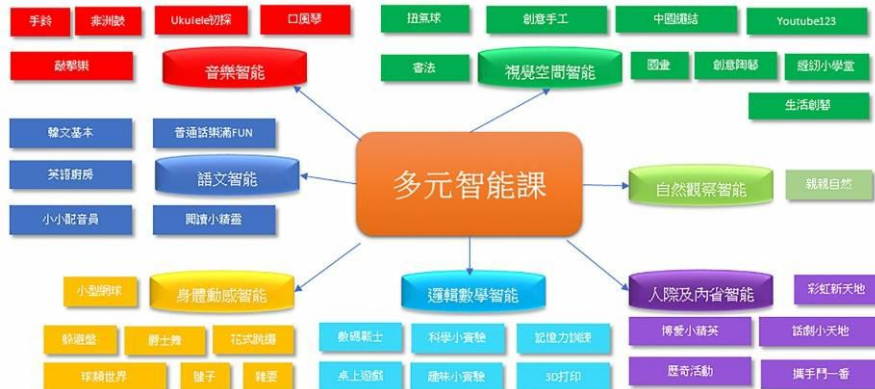 手鈴
非洲鼓
Ukulele初探
口風琴
敲擊樂
音樂智能
扭氣球
創意手工
中國繩結
Youtube123
書法
視覺空間智能
國畫
創意陶藝
縫紉小學堂
生活創藝
韓文基本
普通話樂滿FUN
英語廚房
語文智能
小小配音員
閱讀小精靈
多元智能課
自然觀察智能
親親自然
小型網球
身體動感智能
躲避盤
爵士舞
花式跳繩
球類世界
毽子
雜耍
邏輯數學智能
數碼戰士
科學小實驗
記憶力訓練
桌上遊戲
趣味小實驗
3D打印
人際及內省智能
彩虹新天地
博愛小精英
話劇小天地
歷奇活動
攜手鬥一番